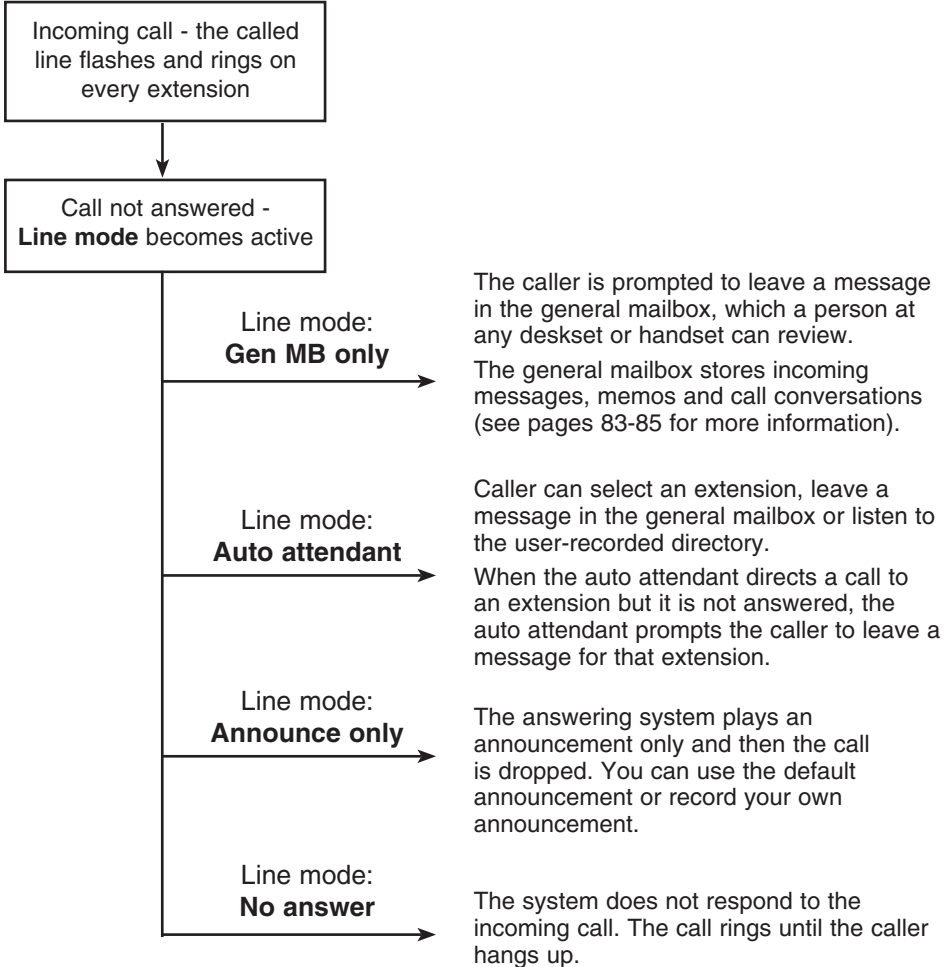 Incoming call - the called
line flashes and rings on
every extension
Call not answered -
Line mode becomes active
Line mode:
Gen MB only
The caller is prompted to leave a message
in the general mailbox, which a person at
any deskset or handset can review.
The general mailbox stores incoming
messages, memos and call conversations
(see pages 83-85 for more information).
Line mode:
Auto attendant
Caller can select an extension, leave a
message in the general mailbox or listen to
the user-recorded directory.
When the auto attendant directs a call to
an extension but it is not answered, the
auto attendant prompts the caller to leave a
message for that extension.
Line mode:
Announce only
The answering system plays an
announcement only and then the call
is dropped. You can use the default
announcement or record your own
announcement.
Line mode:
No answer
The system does not respond to the
incoming call. The call rings until the caller
hangs up.